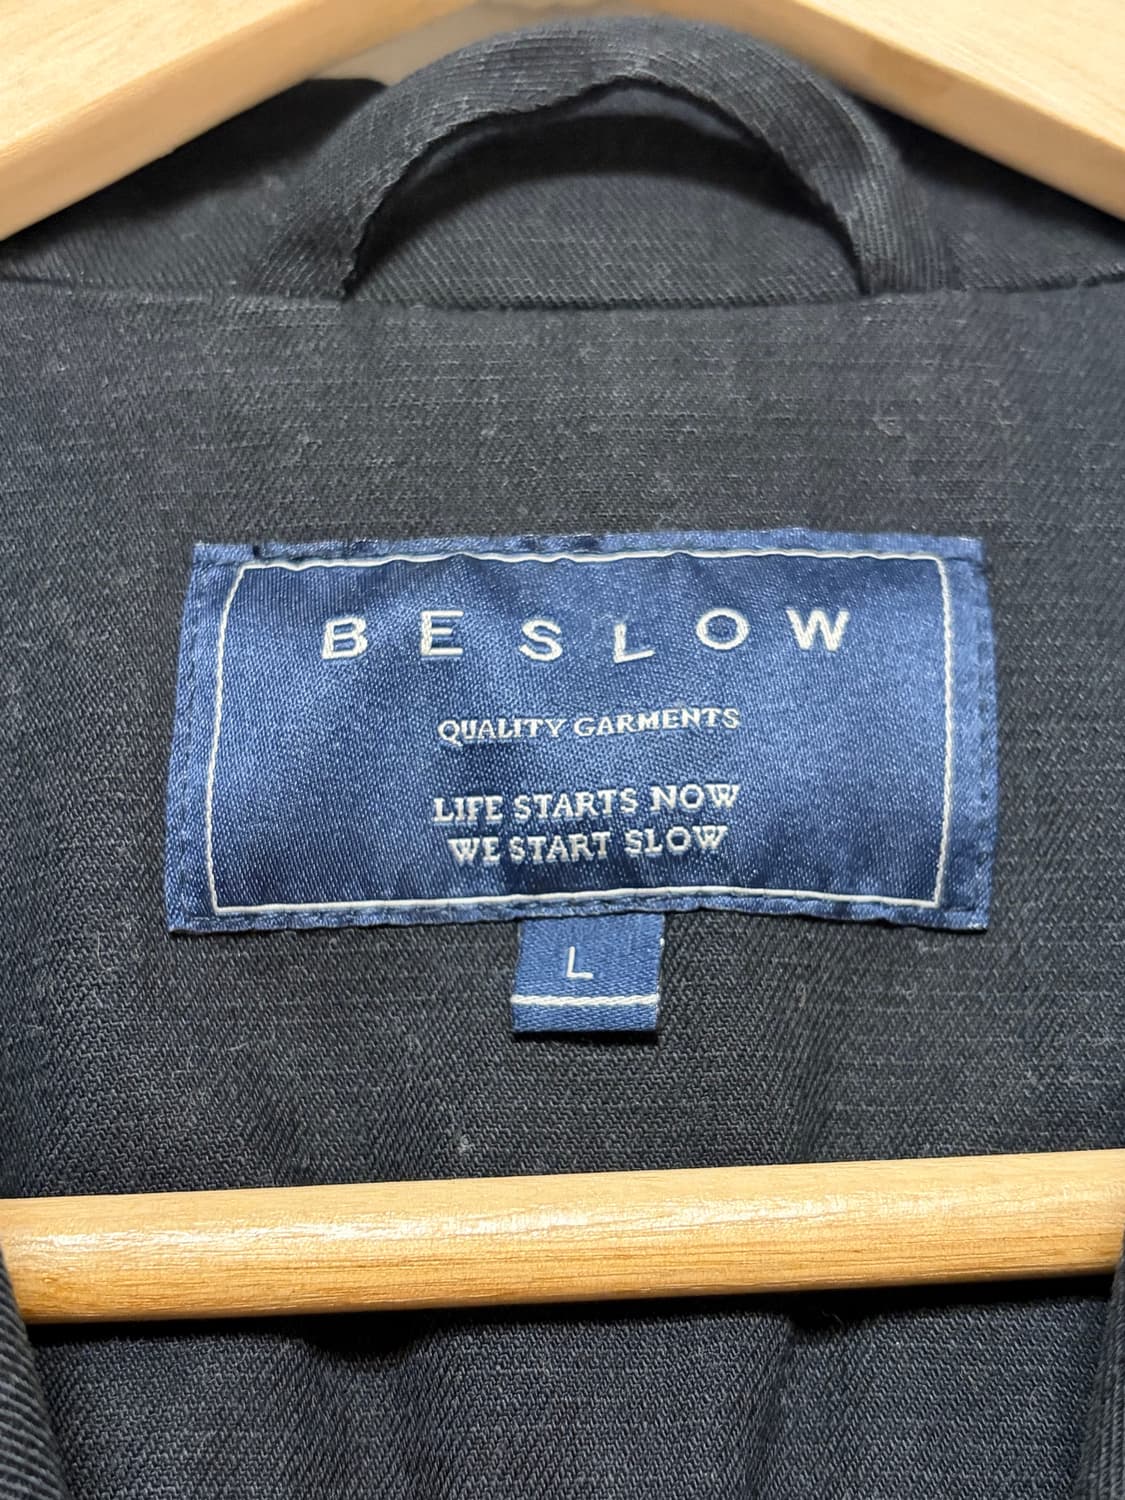 BESLOW
QUALITY GARMENTS
LIFE STARTS NOW
WE START SLOW
L